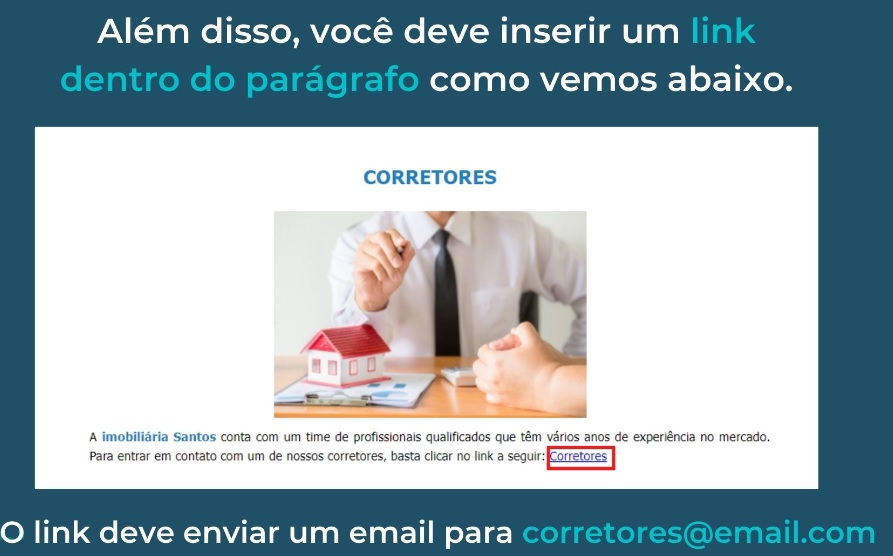 Além disso, você deve inserir um link
dentro do parágrafo como vemos abaixo.
CORRETORES
A imobiliária Santos conta com um time de profissionais qualificados que têm vários anos de experiência no mercado.
Para entrar em contato com um de nossos corretores, basta clicar no link a seguir: Corretores
O link deve enviar um email para corretores@email.com